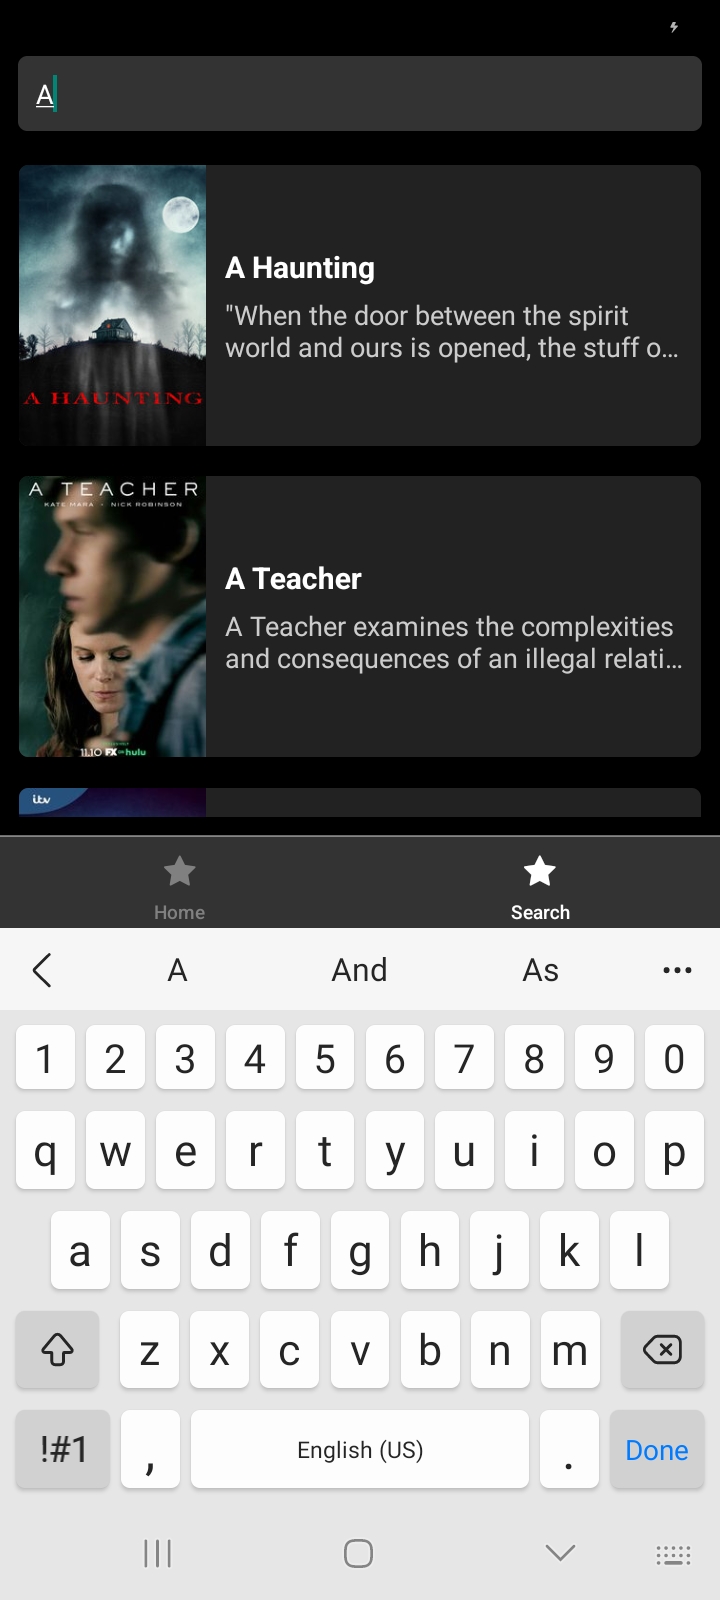 A
A HAUNTING
A Haunting
"When the door between the spirit
world and ours is opened, the stuff o...
A TEACHER
KATE MARA · NICK ROBINSON
11.10 FX on hulu
A Teacher
A Teacher examines the complexities
and consequences of an illegal relati...
itv
Home
Search
A And As
1 2 3 4 5 6 7 8 9 0
q w e r t y u i o p
a s d f g h j k l
z x c v b n m
!#1 , English (US) . Done